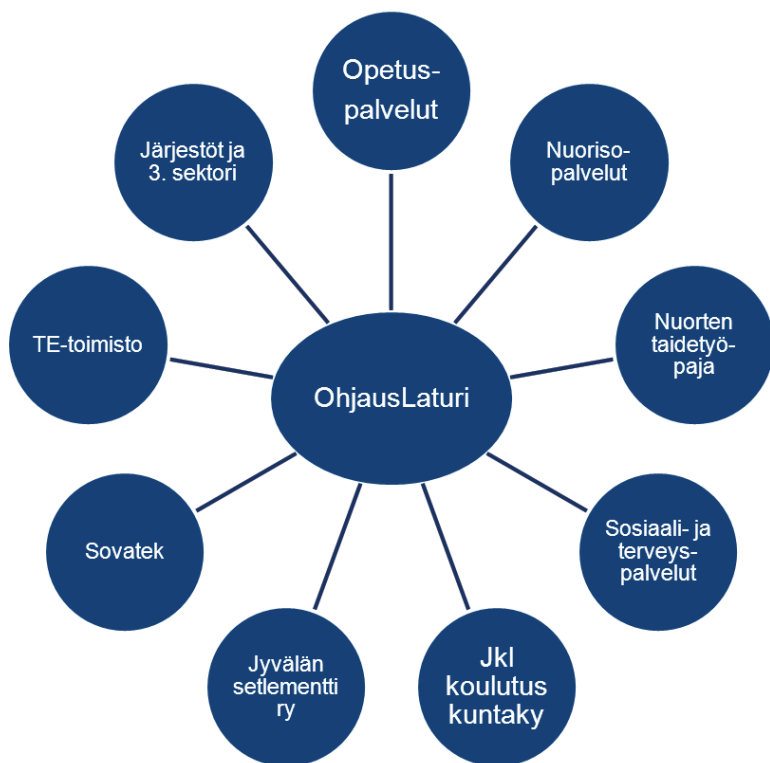 Opetus-
palvelut
Järjestöt ja
3. sektori
Nuoriso-
palvelut
TE-toimisto
Nuorten
taidetyö-
paja
OhjausLaturi
Sovatek
Sosiaali- ja
terveys-
palvelut
Jyvälän
setlementti
ry
Jkl
koulutus
kuntaky